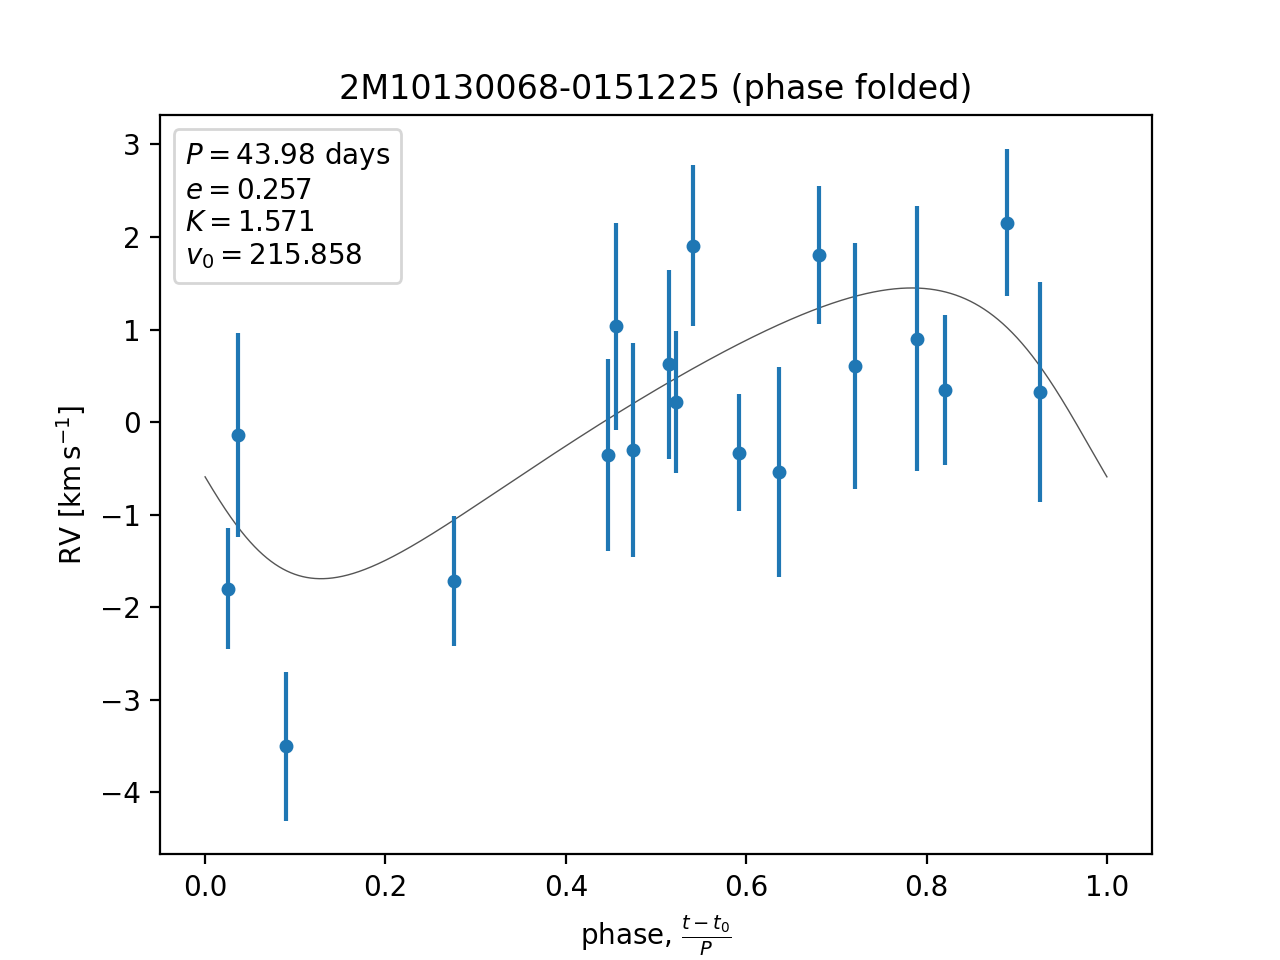 2M10130068-0151225 (phase folded)
P = 43.98 days
e = 0.257
K = 1.571
v₀ = 215.858
3
2
1
0
−1
−2
−3
−4
RV [km s⁻¹]
0.0 0.2 0.4 0.6 0.8 1.0
phase, (t − t₀)/P